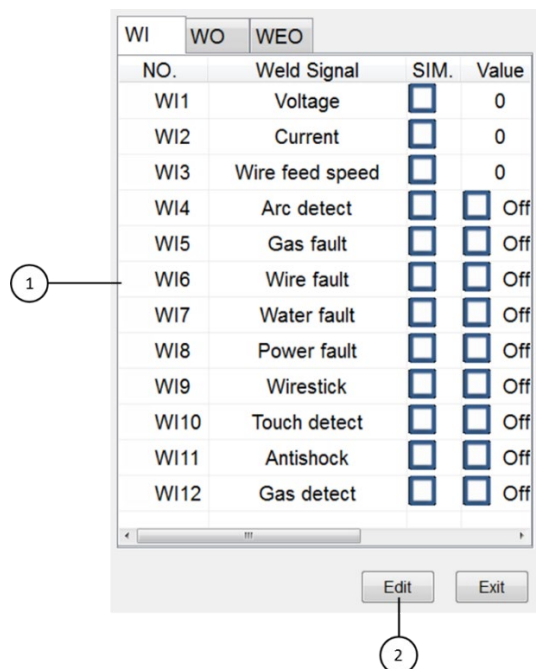 WI WO WEO
NO. Weld Signal SIM. Value
WI1 Voltage 0
WI2 Current 0
WI3 Wire feed speed 0
WI4 Arc detect Off
WI5 Gas fault Off
1 WI6 Wire fault Off
WI7 Water fault Off
WI8 Power fault Off
WI9 Wirestick Off
WI10 Touch detect Off
WI11 Antishock Off
WI12 Gas detect Off
Edit Exit
2